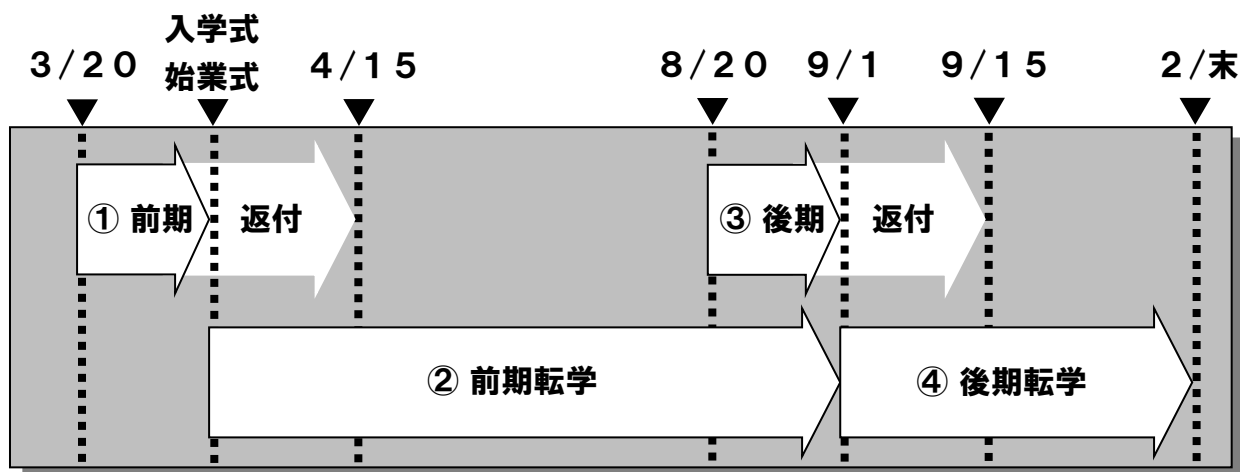 入学式
始業式
３/２０
４/１５
８/２０
９/１
９/１５
２/末
① 前期
返付
③ 後期
返付
② 前期転学
④ 後期転学